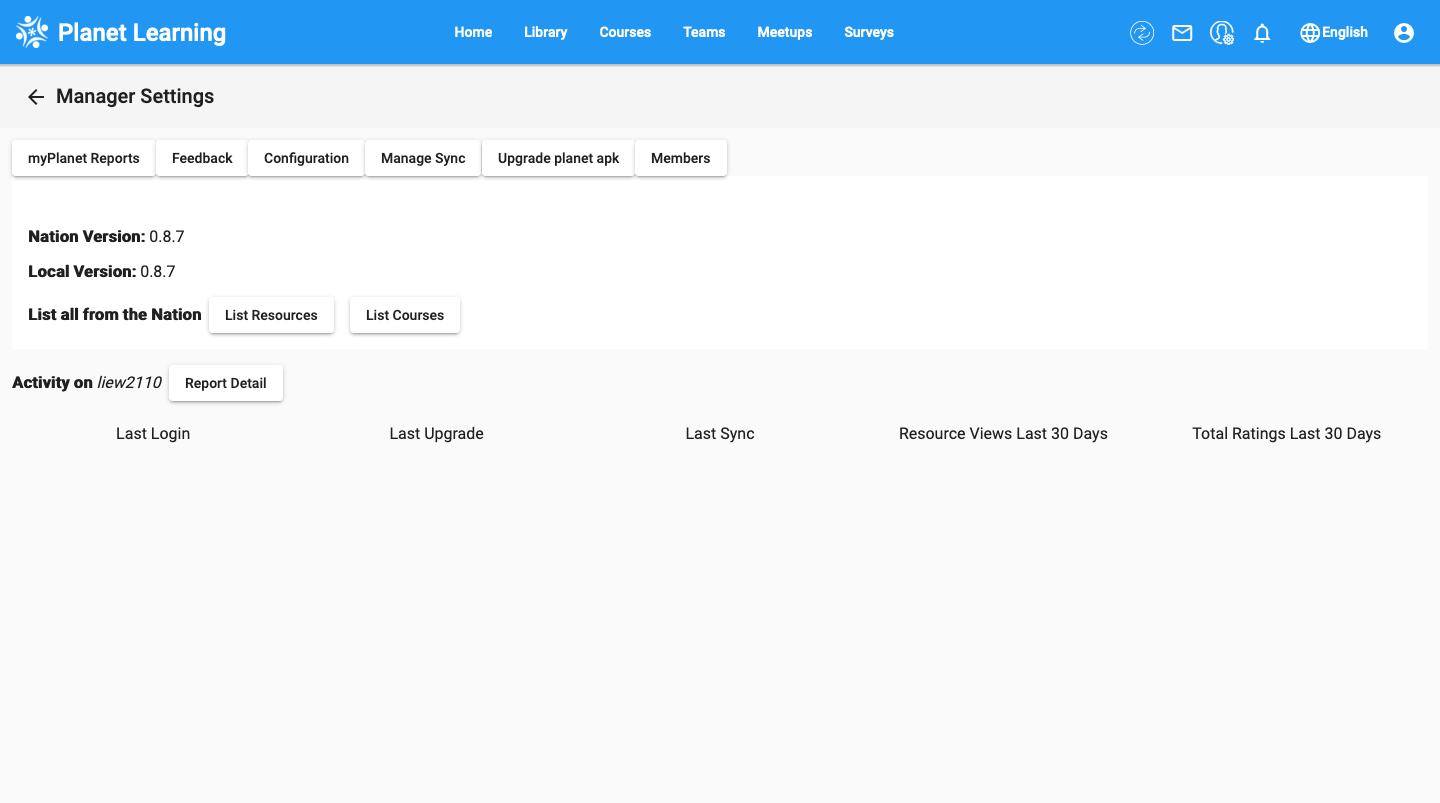 Planet Learning Home Library Courses Teams Meetups Surveys English
Manager Settings
myPlanet Reports Feedback Configuration Manage Sync Upgrade planet apk Members
Nation Version: 0.8.7
Local Version: 0.8.7
List all from the Nation List Resources List Courses
Activity on liew2110 Report Detail
Last Login Last Upgrade Last Sync Resource Views Last 30 Days Total Ratings Last 30 Days